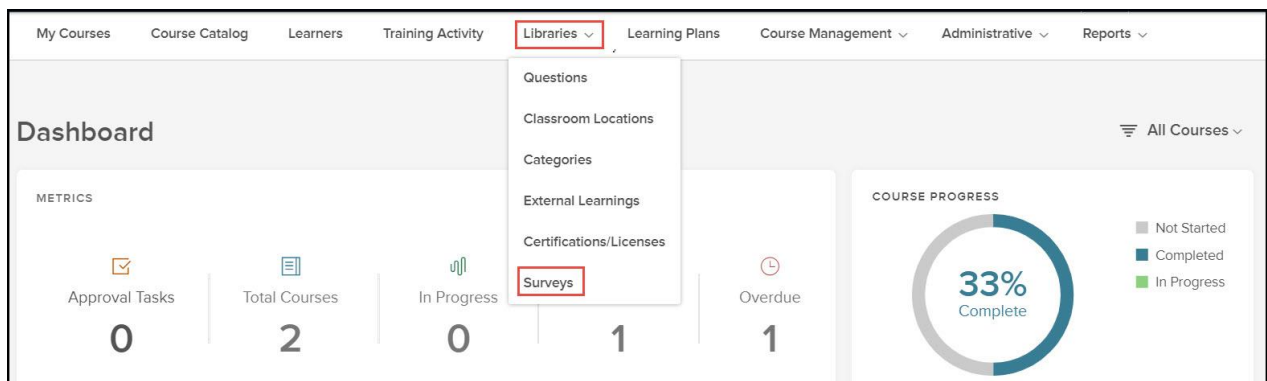 My Courses Course Catalog Learners Training Activity Libraries Learning Plans Course Management Administrative Reports
Questions
Classroom Locations
Categories
External Learnings
Certifications/Licenses
Surveys
Dashboard
All Courses
METRICS
Approval Tasks
0
Total Courses
2
In Progress
0
1
Overdue
1
COURSE PROGRESS
33%
Complete
Not Started
Completed
In Progress